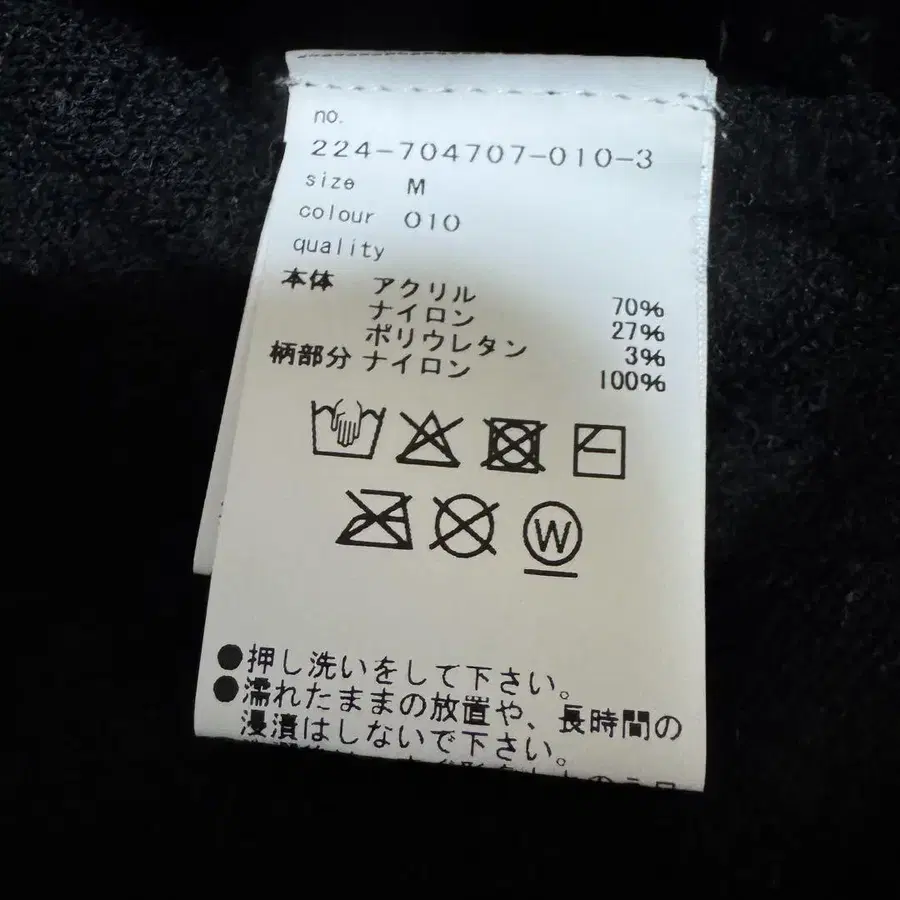 no.
224-704707-010-3
size M
colour 010
quality
本体 アクリル 70%
ナイロン 27%
ポリウレタン 3%
柄部分 ナイロン 100%
W
●押し洗いをして下さい。
●濡れたままの放置や、長時間の
浸漬はしないで下さい。